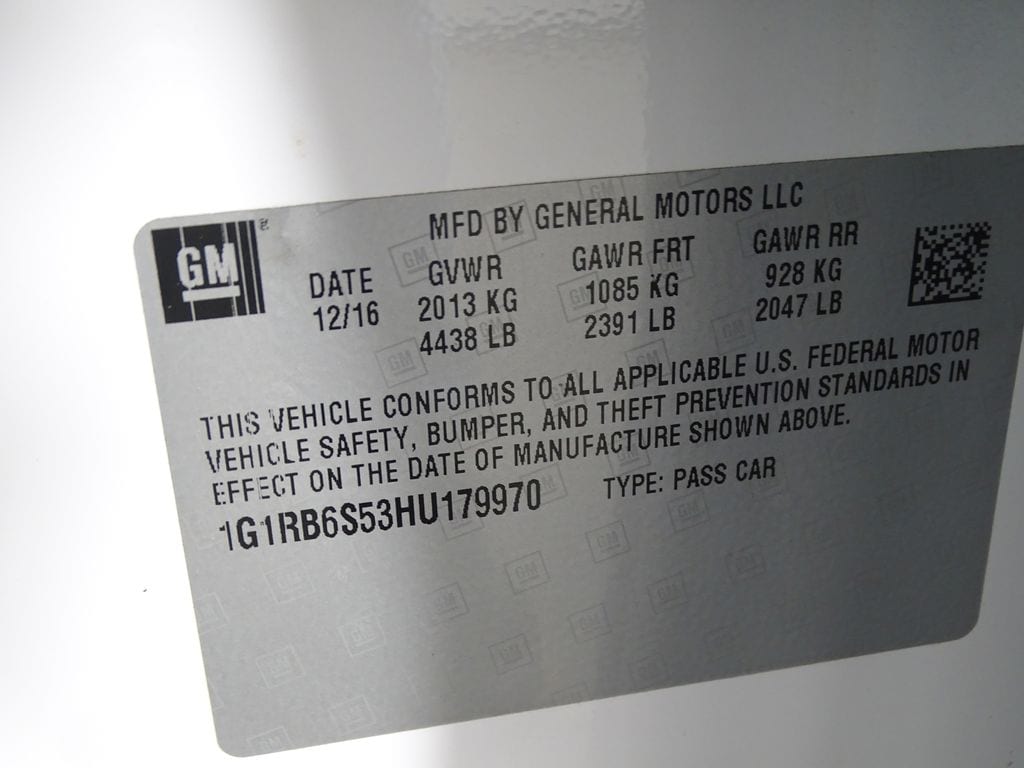 GM
MFD BY GENERAL MOTORS LLC
DATE GVWR GAWR FRT GAWR RR
12/16 2013 KG 1085 KG 928 KG
4438 LB 2391 LB 2047 LB
THIS VEHICLE CONFORMS TO ALL APPLICABLE U.S. FEDERAL MOTOR
VEHICLE SAFETY, BUMPER, AND THEFT PREVENTION STANDARDS IN
EFFECT ON THE DATE OF MANUFACTURE SHOWN ABOVE.
1G1RB6S53HU179970 TYPE: PASS CAR